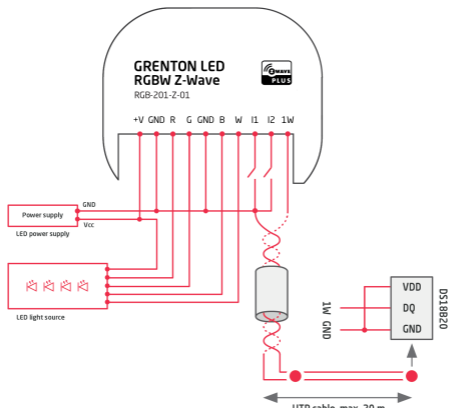 GRENTON LED
RGBW Z-Wave
RGB-201-Z-01
Z WAVE
PLUS
+V GND R G GND B W I1 I2 1W
GND
Power supply
Vcc
LED power supply
LED light source
VDD
DQ
GND
DS18B20
1W
GND
UTP cable, max. 30 m